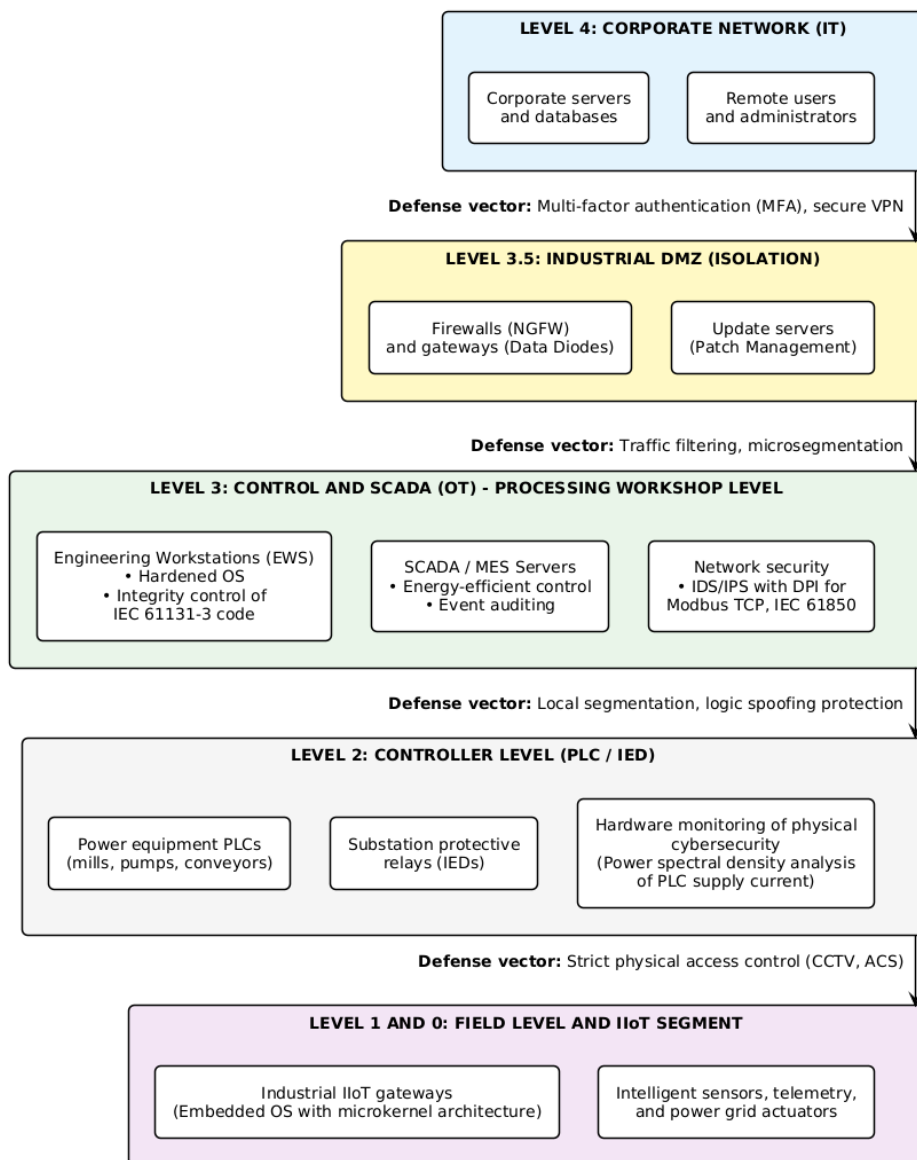 LEVEL 4: CORPORATE NETWORK (IT)
Corporate servers
and databases
Remote users
and administrators
Defense vector: Multi-factor authentication (MFA), secure VPN
LEVEL 3.5: INDUSTRIAL DMZ (ISOLATION)
Firewalls (NGFW)
and gateways (Data Diodes)
Update servers
(Patch Management)
Defense vector: Traffic filtering, microsegmentation
LEVEL 3: CONTROL AND SCADA (OT) - PROCESSING WORKSHOP LEVEL
Engineering Workstations (EWS)
• Hardened OS
• Integrity control of
IEC 61131-3 code
SCADA / MES Servers
• Energy-efficient control
• Event auditing
Network security
• IDS/IPS with DPI for
Modbus TCP, IEC 61850
Defense vector: Local segmentation, logic spoofing protection
LEVEL 2: CONTROLLER LEVEL (PLC / IED)
Power equipment PLCs
(mills, pumps, conveyors)
Substation protective
relays (IEDs)
Hardware monitoring of physical
cybersecurity
(Power spectral density analysis
of PLC supply current)
Defense vector: Strict physical access control (CCTV, ACS)
LEVEL 1 AND 0: FIELD LEVEL AND IIoT SEGMENT
Industrial IIoT gateways
(Embedded OS with microkernel architecture)
Intelligent sensors, telemetry,
and power grid actuators